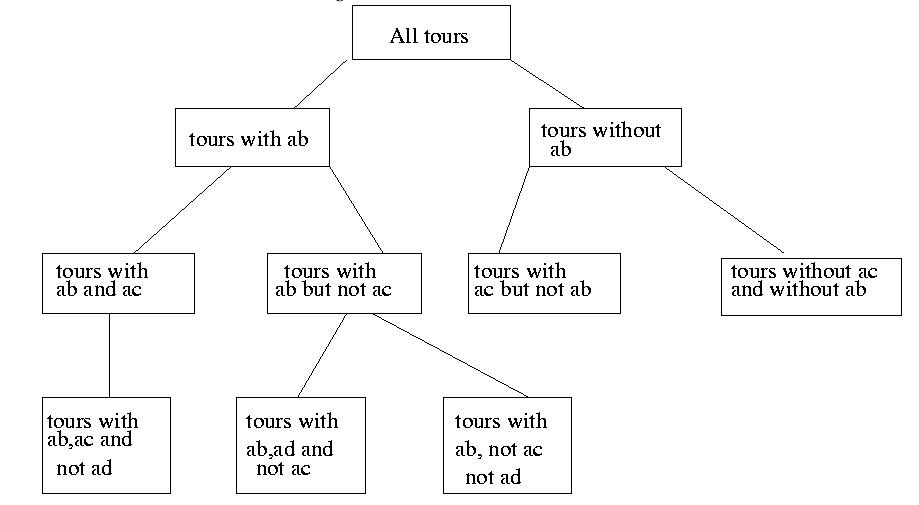 All tours
tours with ab
tours without
ab
tours with
ab and ac
tours with
ab but not ac
tours with
ac but not ab
tours without ac
and without ab
tours with
ab,ac and
not ad
tours with
ab,ad and
not ac
tours with
ab, not ac
not ad